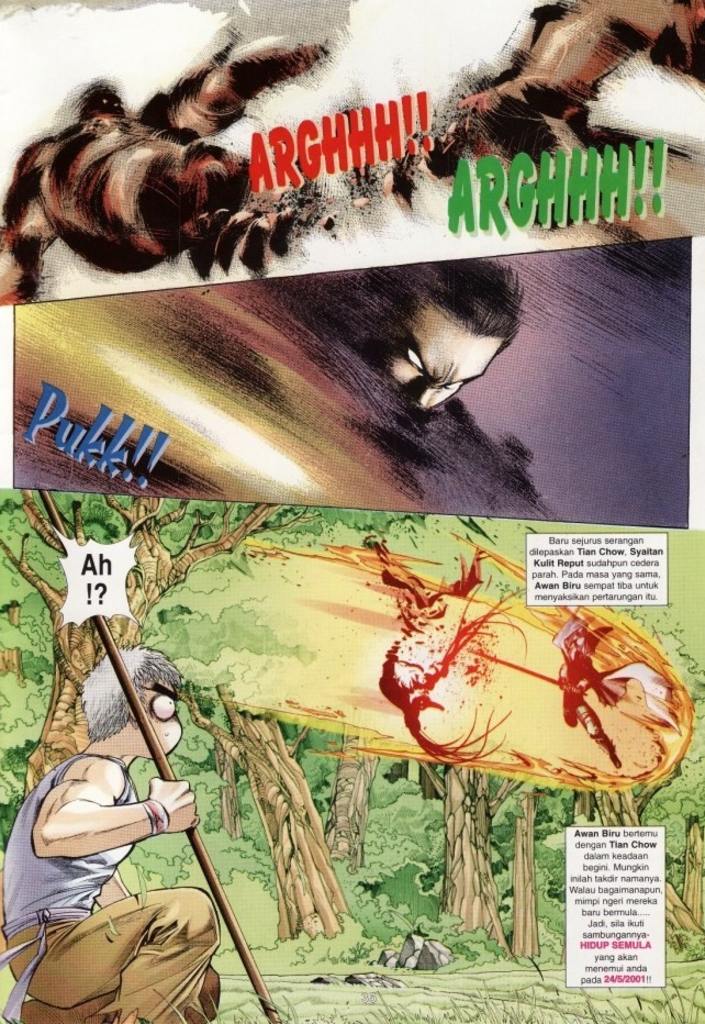 ARGHHH!!
ARGHHH!!
Pukk!!
Ah
!?
Baru sejurus serangan
dilepaskan Tian Chow, Syaitan
Kulit Reput sudahpun cedera
parah. Pada masa yang sama,
Awan Biru sempat tiba untuk
menyaksikan pertarungan itu.
Awan Biru bertemu
dengan Tian Chow
dalam keadaan
begini. Mungkin
inilah takdir namanya.
Walau bagaimanapun,
mimpi ngeri mereka
baru bermula.....
Jadi, sila ikuti
sambungannya-
HIDUP SEMULA
yang akan
menemui anda
pada 24/5/2001!!